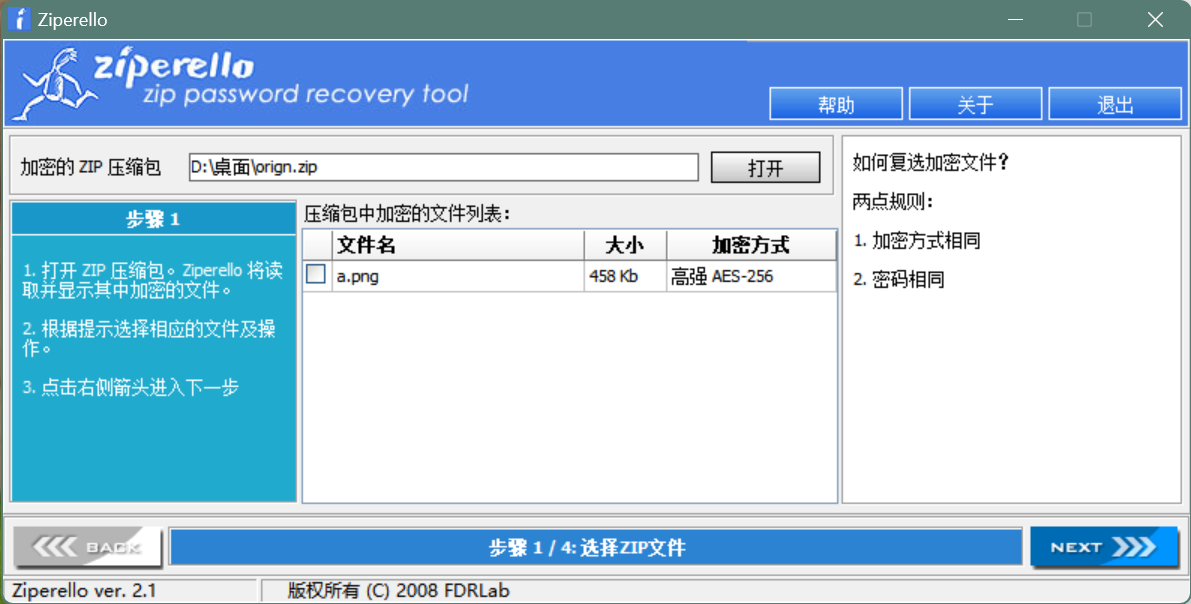 Ziperello
ziperello
zip password recovery tool
帮助 关于 退出
加密的 ZIP 压缩包 D:\桌面\orign.zip 打开
步骤 1
1. 打开 ZIP 压缩包。Ziperello 将读
取并显示其中加密的文件。
2. 根据提示选择相应的文件及操
作。
3. 点击右侧箭头进入下一步
压缩包中加密的文件列表:
文件名 大小 加密方式
a.png 458 Kb 高强 AES-256
如何复选加密文件?
两点规则:
1. 加密方式相同
2. 密码相同
BACK 步骤 1 / 4: 选择ZIP文件 NEXT
Ziperello ver. 2.1 版权所有 (C) 2008 FDRLab